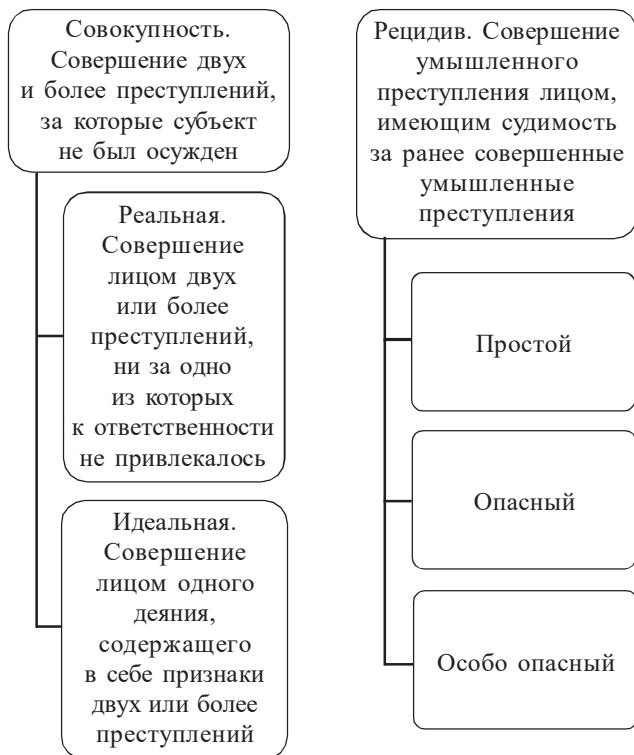 Совокупность.
Совершение двух
и более преступлений,
за которые субъект
не был осужден
Реальная.
Совершение
лицом двух
или более
преступлений,
ни за одно
из которых
к ответственности
не привлекалось
Идеальная.
Совершение
лицом одного
деяния,
содержащего
в себе признаки
двух или более
преступлений
Рецидив. Совершение
умышленного
преступления лицом,
имеющим судимость
за ранее совершенные
умышленные
преступления
Простой
Опасный
Особо опасный